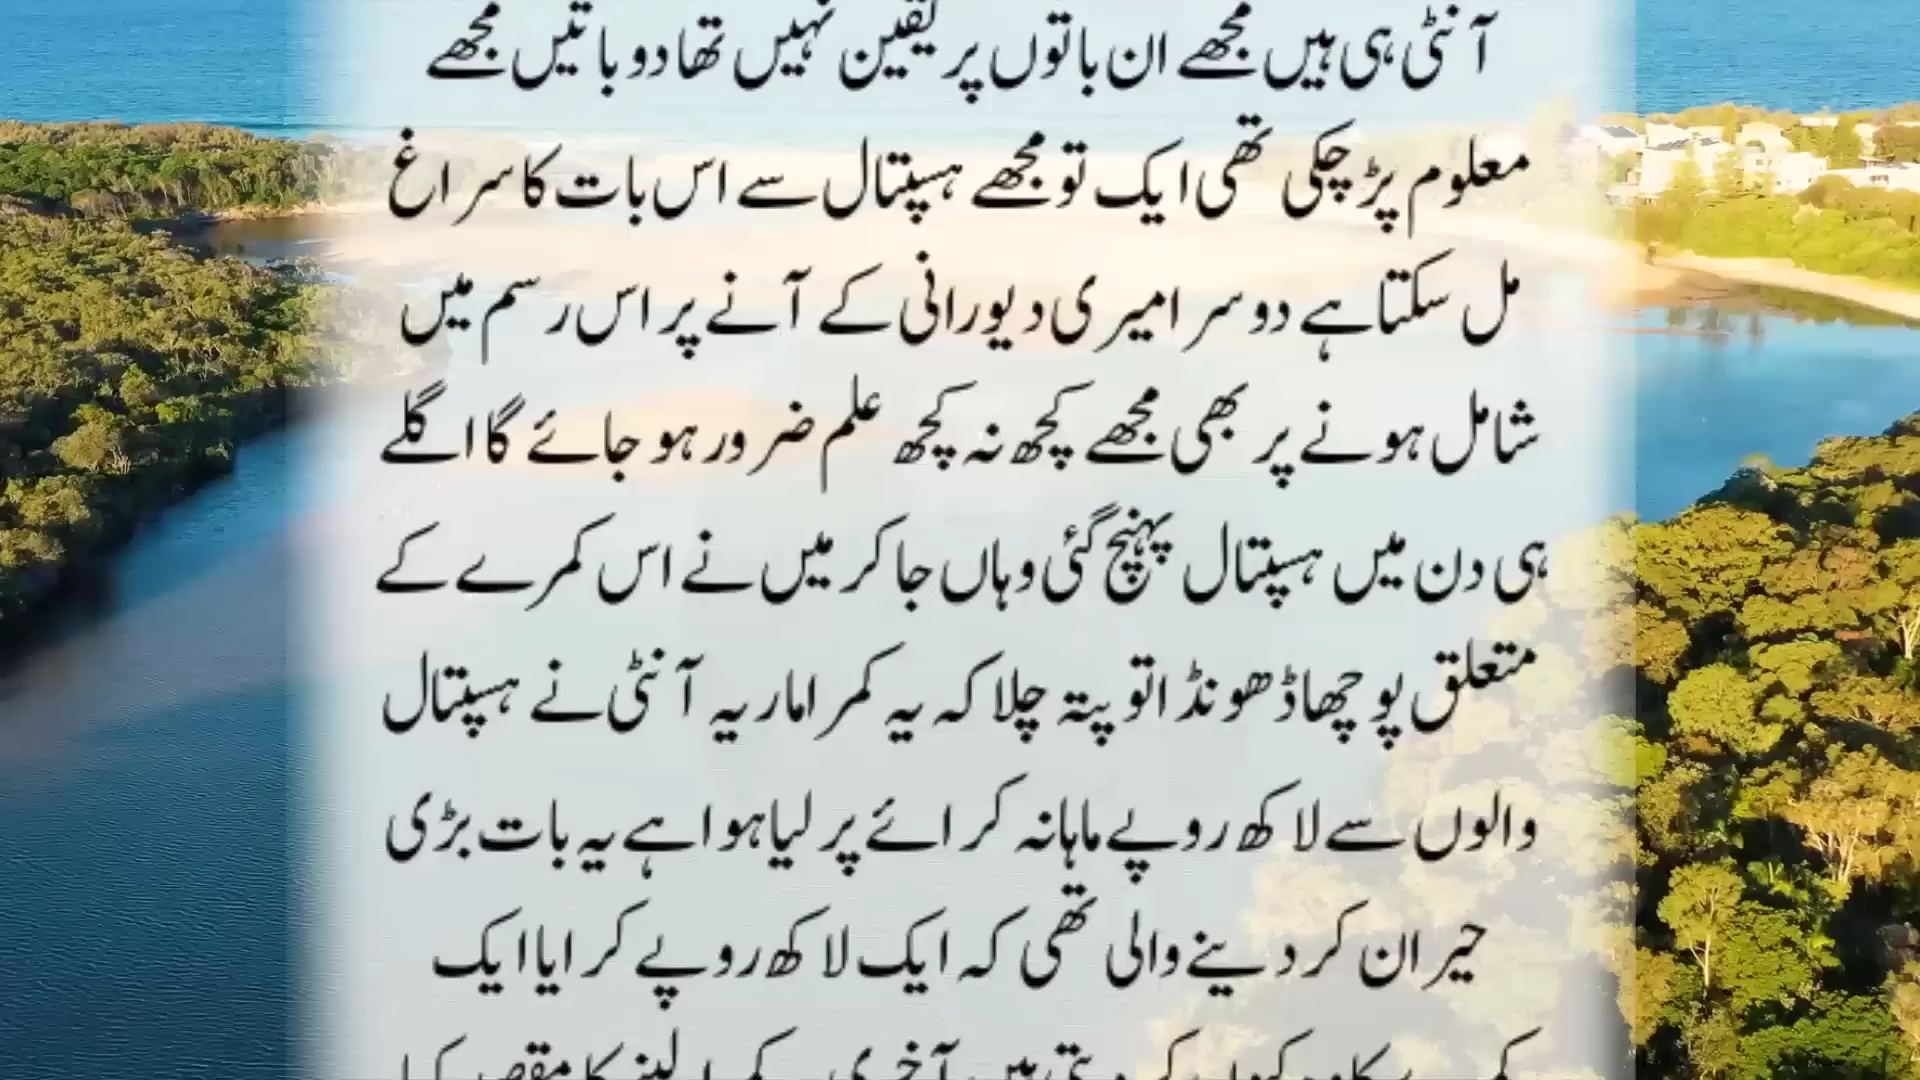 آنٹی ہی ہیں مجھے ان باتوں پر یقین نہیں تھا دو باتیں مجھے
معلوم پڑ چکی تھی ایک تو مجھے ہسپتال سے اس بات کا سراغ
مل سکتا ہے دوسرا میری دیورانی کے آنے پر اس رسم میں
شامل ہونے پر بھی مجھے کچھ نہ کچھ علم ضرور ہو جائے گا اگلے
ہی دن میں ہسپتال پہنچ گئی وہاں جا کر میں نے اس کمرے کے
متعلق پوچھا ڈھونڈا تو پتہ چلا کہ یہ کمرا ماریہ آنٹی نے ہسپتال
والوں سے لاکھ روپے ماہانہ کرائے پر لیا ہوا ہے یہ بات بڑی
حیران کر دینے والی تھی کہ ایک لاکھ روپے کرایا ایک